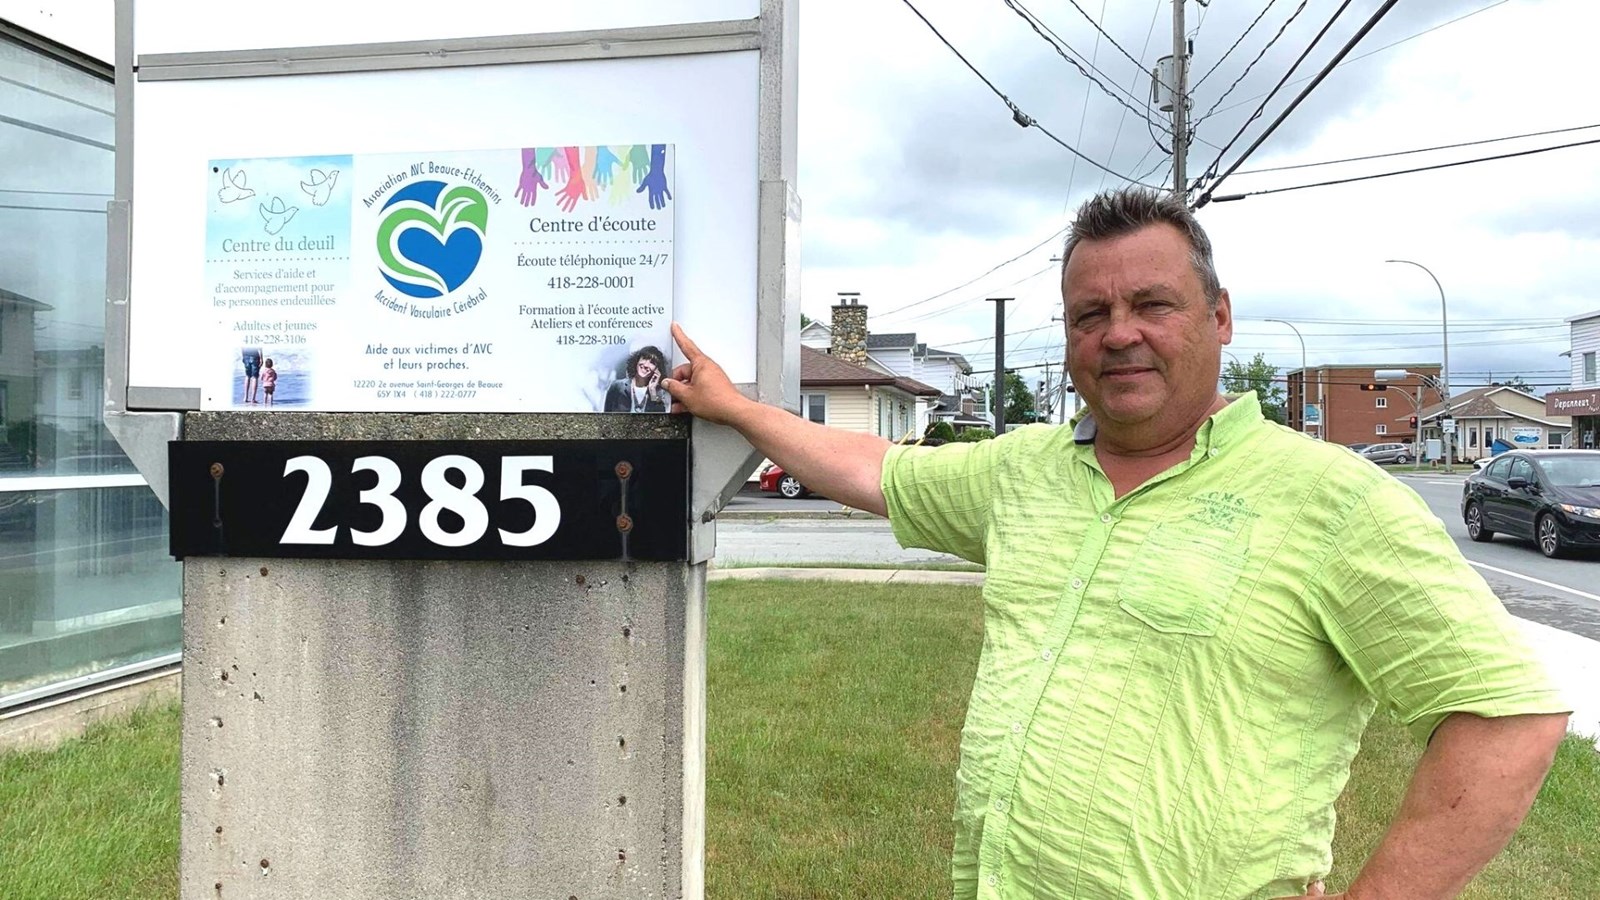 Centre du deuil
Services d'aide et
d'accompagnement pour
les personnes endeuillées
Adultes et jeunes
418-228-3106
Association AVC Beauce-Etchemins
Accident Vasculaire Cérébral
Aide aux victimes d'AVC
et leurs proches.
12220 2e avenue Saint-Georges de Beauce
G5Y 1X4 (418) 222-0777
Centre d'écoute
Écoute téléphonique 24/7
418-228-0001
Formation à l'écoute active
Ateliers et conférences
418-228-3106
2385
C.M.S.
Depanneur